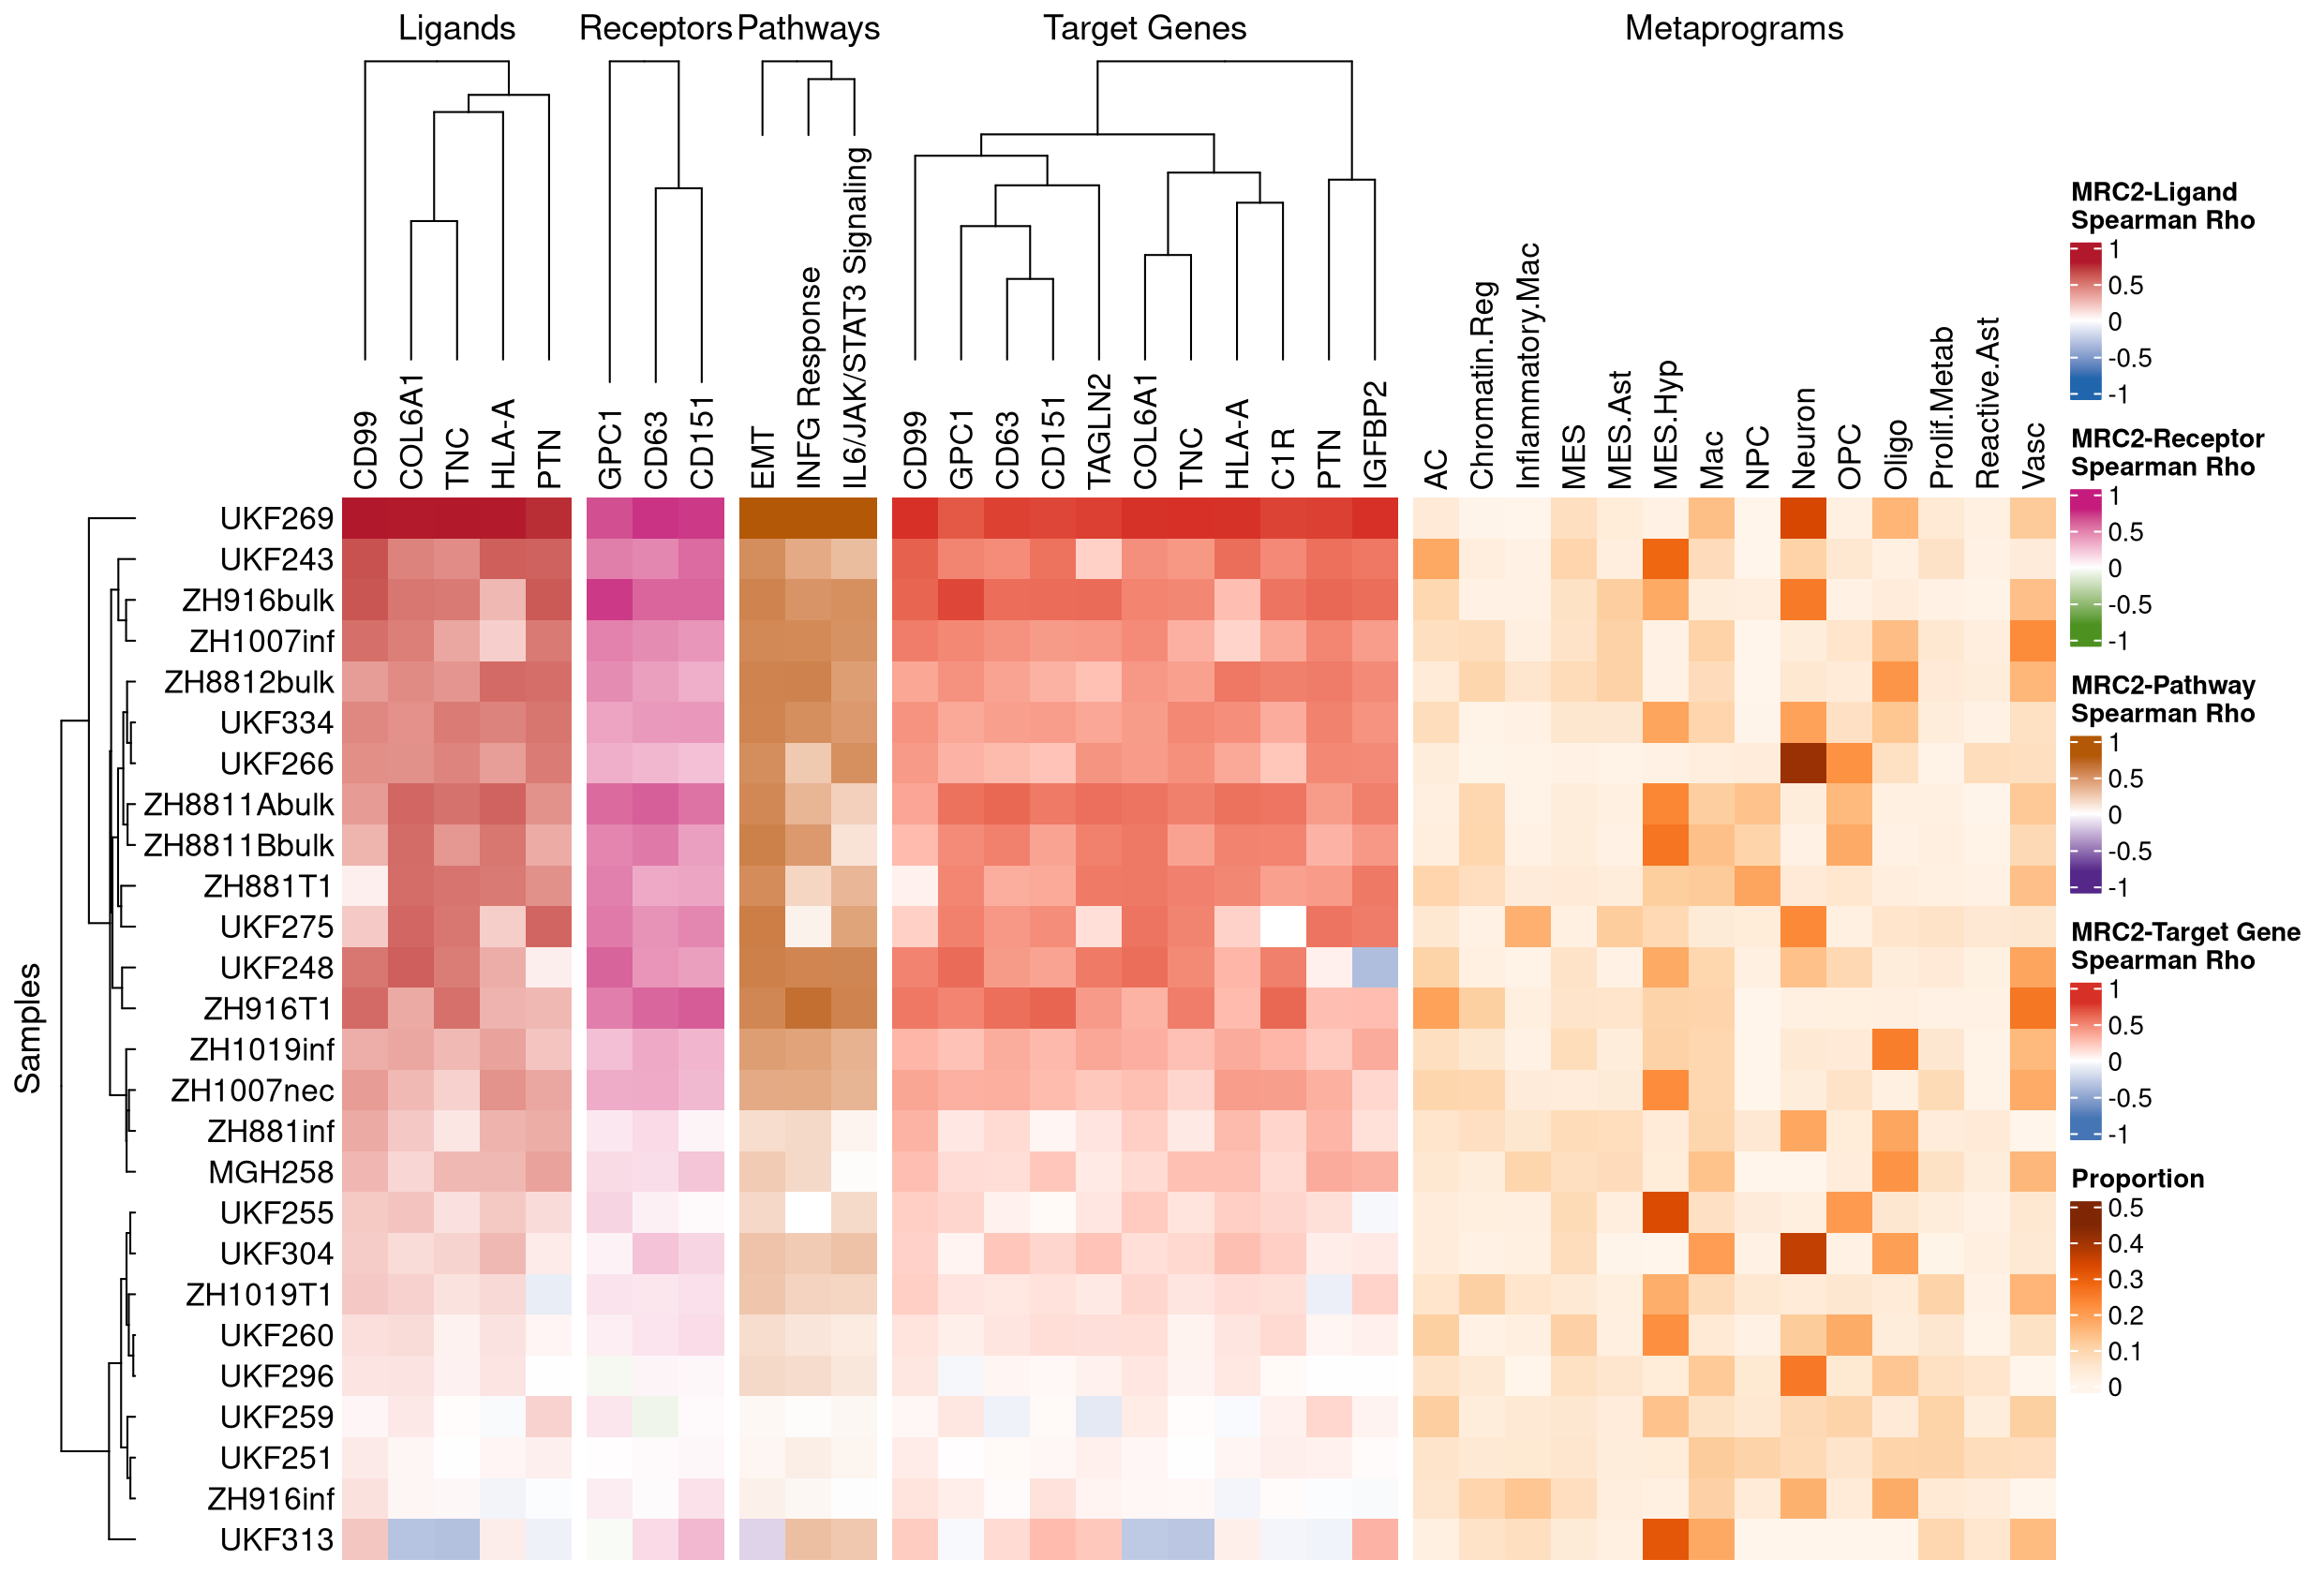 Ligands
Receptors
Pathways
Target Genes
Metaprograms
CD99
COL6A1
TNC
HLA-A
PTN
GPC1
CD63
CD151
EMT
INFG Response
IL6/JAK/STAT3 Signaling
CD99
GPC1
CD63
CD151
TAGLN2
COL6A1
TNC
HLA-A
C1R
PTN
IGFBP2
AC
Chromatin.Reg
Inflammatory.Mac
MES
MES.Ast
MES.Hyp
Mac
NPC
Neuron
OPC
Oligo
Prolif.Metab
Reactive.Ast
Vasc
Samples
UKF269
UKF243
ZH916bulk
ZH1007inf
ZH8812bulk
UKF334
UKF266
ZH8811Abulk
ZH8811Bbulk
ZH881T1
UKF275
UKF248
ZH916T1
ZH1019inf
ZH1007nec
ZH881inf
MGH258
UKF255
UKF304
ZH1019T1
UKF260
UKF296
UKF259
UKF251
ZH916inf
UKF313
MRC2-Ligand
Spearman Rho
1
0.5
0
-0.5
-1
MRC2-Receptor
Spearman Rho
1
0.5
0
-0.5
-1
MRC2-Pathway
Spearman Rho
1
0.5
0
-0.5
-1
MRC2-Target Gene
Spearman Rho
1
0.5
0
-0.5
-1
Proportion
0.5
0.4
0.3
0.2
0.1
0